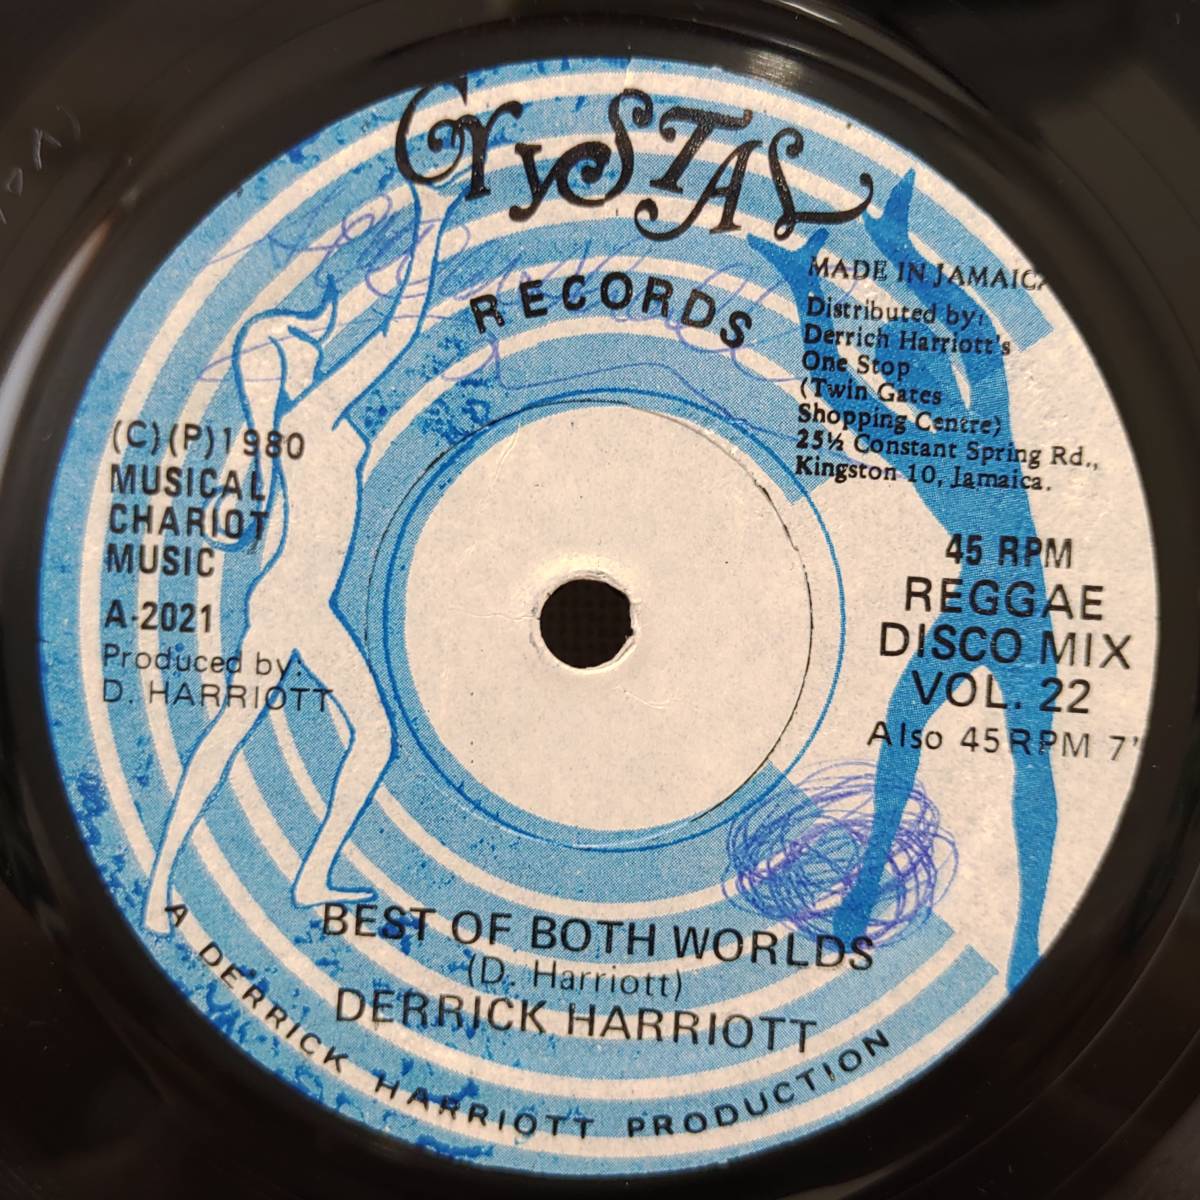 CrySTAL
RECORDS
MADE IN JAMAICA
Distributed by:
Derrich Harriott's
One Stop
(Twin Gates
Shopping Centre)
25½ Constant Spring Rd.,
Kingston 10, Jamaica.
(C)(P)1980
MUSICAL
CHARIOT
MUSIC
A-2021
Produced by:
D. HARRIOTT
45 RPM
REGGAE
DISCO MIX
VOL. 22
Also 45RPM 7"
BEST OF BOTH WORLDS
(D. Harriott)
DERRICK HARRIOTT
A DERRICK HARRIOTT PRODUCTION